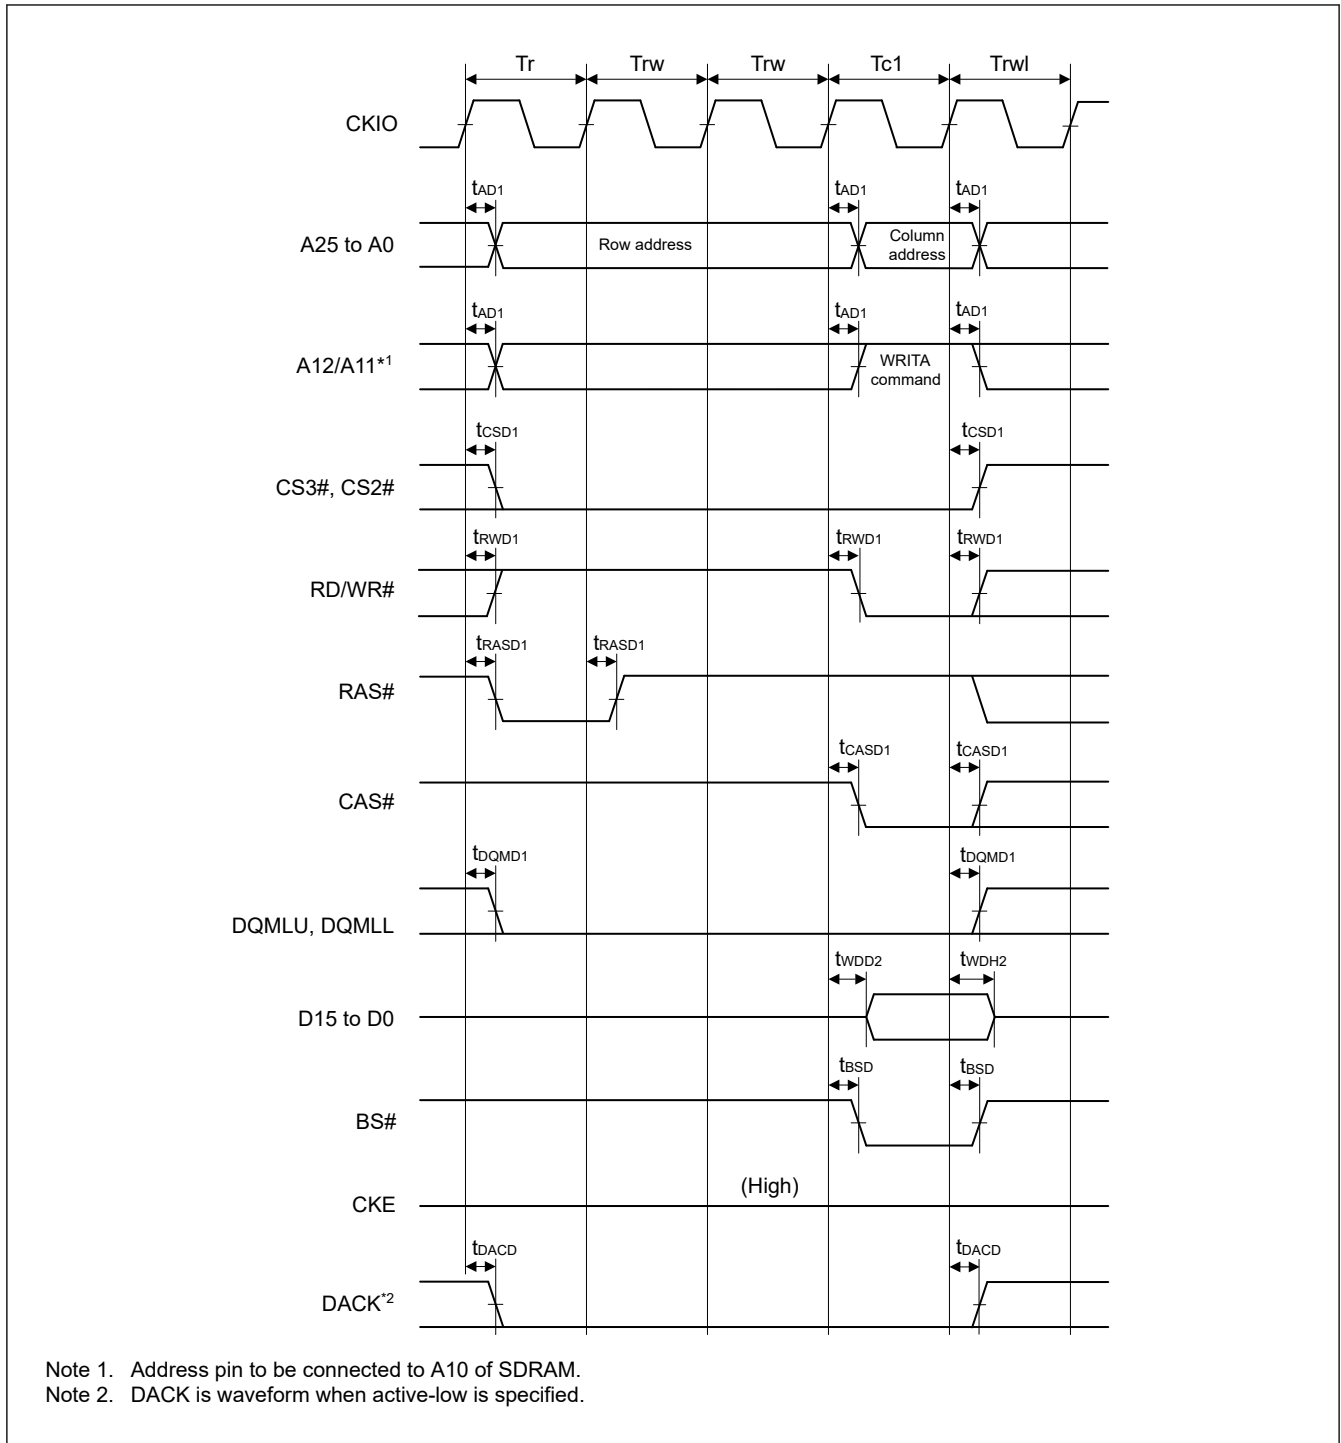 Tr Trw Trw Tc1 Trwl
CKIO
tAD1 tAD1 tAD1
A25 to A0 Row address Column address
tAD1 tAD1 tAD1
A12/A11*1 WRITA command
tCSD1 tCSD1
CS3#, CS2#
tRWD1 tRWD1 tRWD1
RD/WR#
tRASD1 tRASD1
RAS#
tCASD1 tCASD1
CAS#
tDQMD1 tDQMD1
DQMLU, DQMLL
tWDD2 tWDH2
D15 to D0
tBSD tBSD
BS#
(High)
CKE
tDACD tDACD
DACK*2
Note 1. Address pin to be connected to A10 of SDRAM.
Note 2. DACK is waveform when active-low is specified.